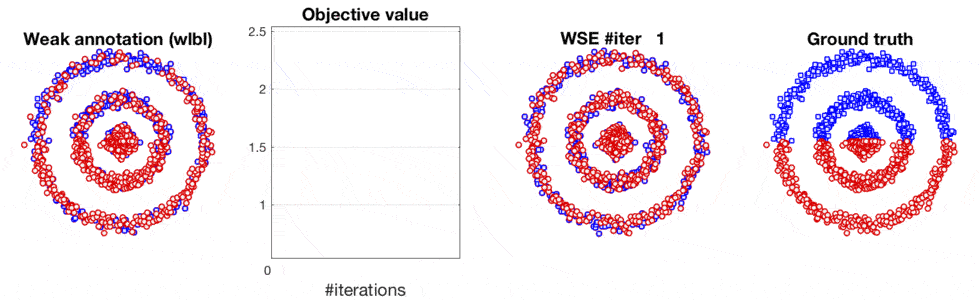 Weak annotation (wlbl)
Objective value
2.5
2
1.5
1
0
#iterations
WSE #iter 1
Ground truth